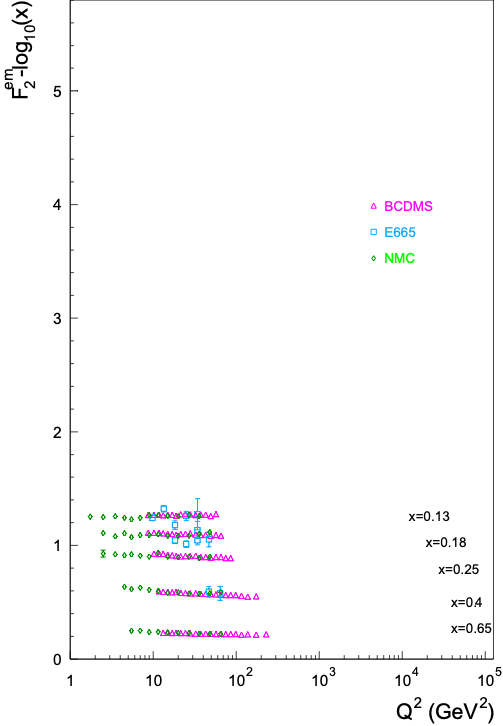 F₂ᵉᵐ-log₁₀(x)
5
4
BCDMS
E665
NMC
3
2
x=0.13
1
x=0.18
x=0.25
x=0.4
x=0.65
0
1 10 10² 10³ 10⁴ 10⁵
Q² (GeV²)